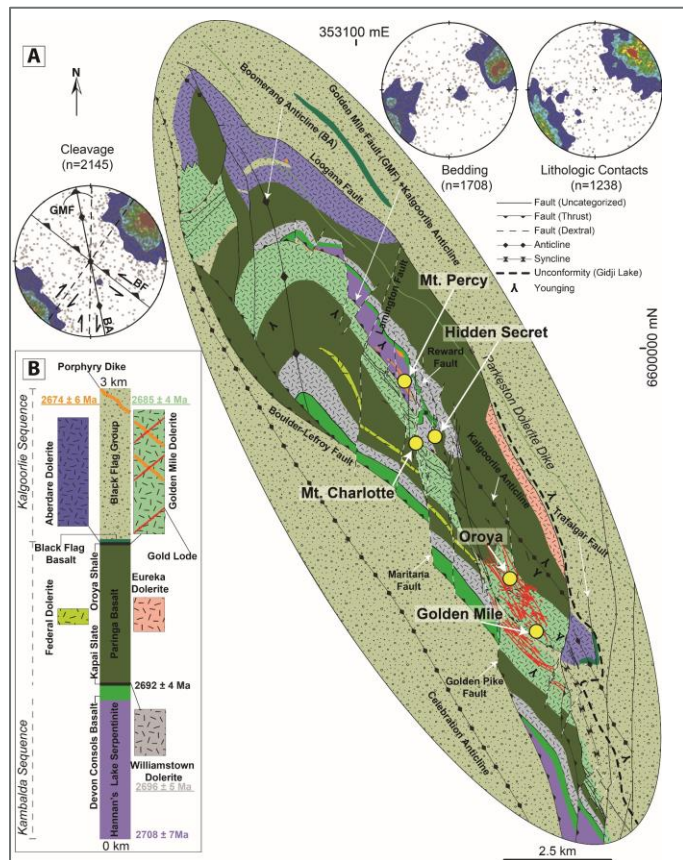 A
N
353100 mE
6600000 mN
Cleavage
(n=2145)
GMF
BF
BA
Bedding
(n=1708)
Lithologic Contacts
(n=1238)
Fault (Uncategorized)
Fault (Thrust)
Fault (Dextral)
Anticline
Syncline
Unconformity (Gidji Lake)
Younging
Boomerang Anticline (BA)
Loogana Fault
Golden Mile Fault (GMF)
Kalgoorlie Anticline
Lamington Fault
Mt. Percy
Hidden Secret
Reward Fault
Parkeston Dolerite Dike
Boulder-Lefroy Fault
Mt. Charlotte
Kalgoorlie Anticline
Trafalgar Fault
Oroya
Maritana
Fault
Golden Mile
Golden Pike
Fault
Celebration Anticline
2.5 km
B
Porphyry Dike
3 km
2674 ± 6 Ma
2685 ± 4 Ma
Kalgoorlie Sequence
Aberdare Dolerite
Black Flag Group
Golden Mile Dolerite
Black Flag
Basalt
Gold Lode
Oroya Shale
Federal Dolerite
Paringa Basalt
Eureka
Dolerite
Kapai Slate
2692 ± 4 Ma
Kambalda Sequence
Devon Consols Basalt
Hannan's Lake Serpentinite
Williamstown
Dolerite
2696 ± 5 Ma
2708 ± 7Ma
0 km